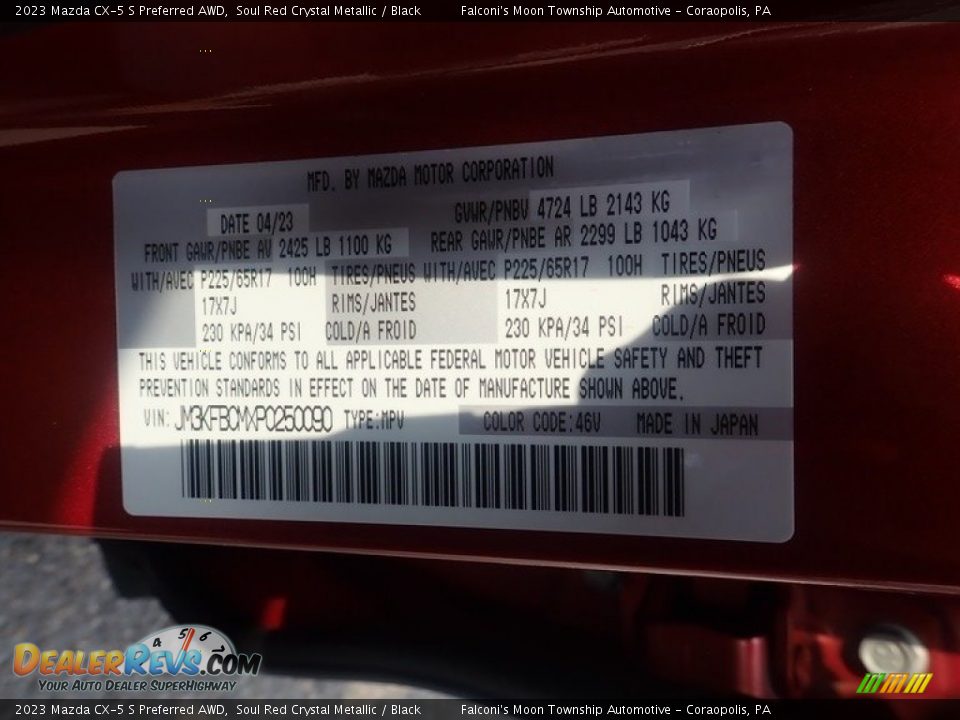 2023 Mazda CX-5 S Preferred AWD, Soul Red Crystal Metallic / Black Falconi's Moon Township Automotive - Coraopolis, PA
MFD. BY MAZDA MOTOR CORPORATION
DATE 04/23 GVWR/PNBV 4724 LB 2143 KG
FRONT GAWR/PNBE AV 2425 LB 1100 KG REAR GAWR/PNBE AR 2299 LB 1043 KG
WITH/AVEC P225/65R17 100H TIRES/PNEUS WITH/AVEC P225/65R17 100H TIRES/PNEUS
17X7J RIMS/JANTES 17X7J RIMS/JANTES
230 KPA/34 PSI COLD/A FROID 230 KPA/34 PSI COLD/A FROID
THIS VEHICLE CONFORMS TO ALL APPLICABLE FEDERAL MOTOR VEHICLE SAFETY AND THEFT
PREVENTION STANDARDS IN EFFECT ON THE DATE OF MANUFACTURE SHOWN ABOVE.
VIN: JM3KFBCMXP0250090 TYPE:MPV COLOR CODE:46V MADE IN JAPAN
4 5 6
DealerRevs.com
Your Auto Dealer SuperHighway
2023 Mazda CX-5 S Preferred AWD, Soul Red Crystal Metallic / Black Falconi's Moon Township Automotive - Coraopolis, PA